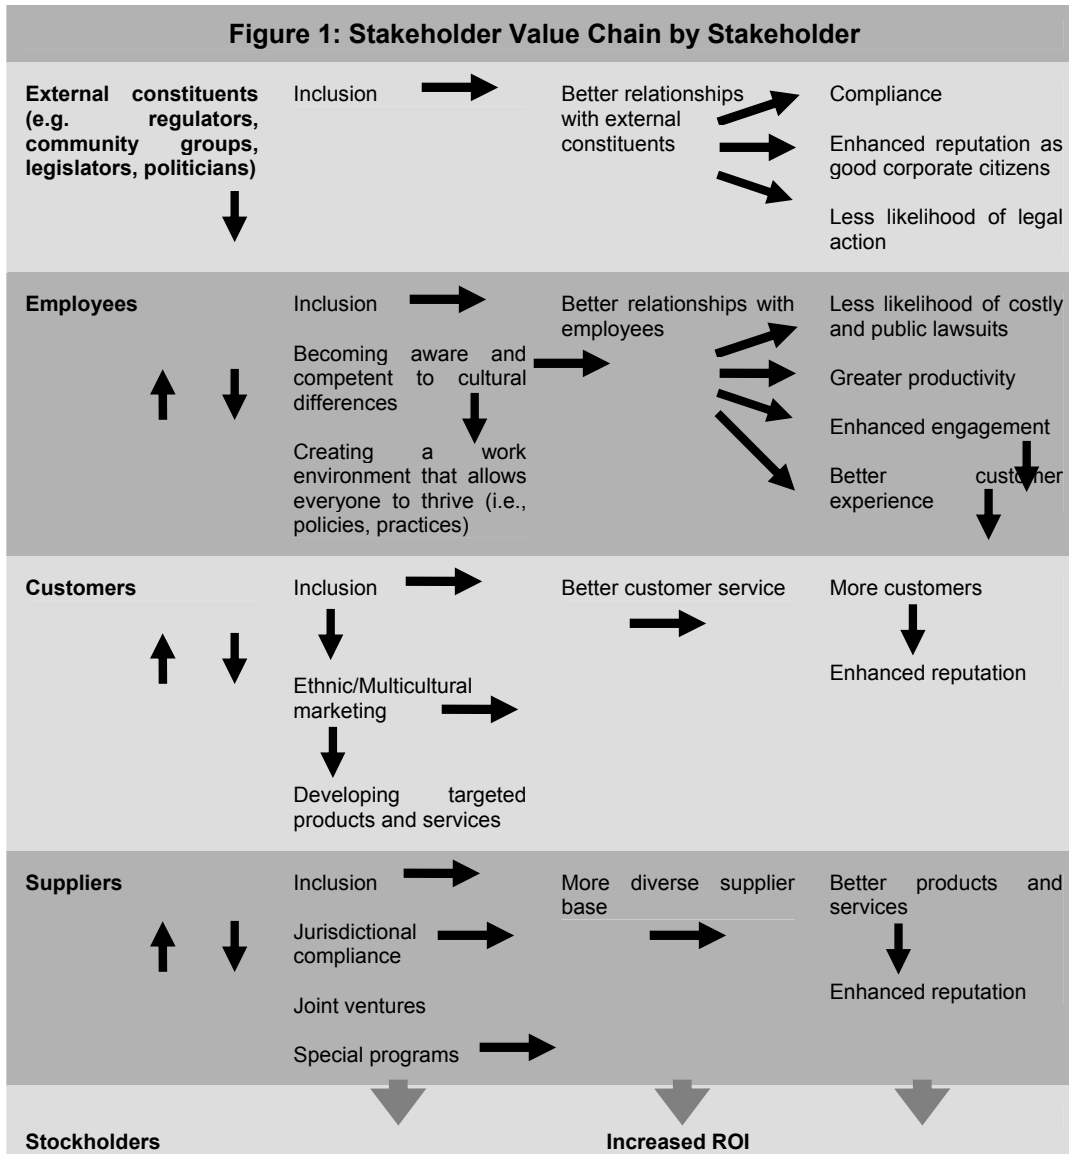 Figure 1: Stakeholder Value Chain by Stakeholder
External constituents
(e.g. regulators,
community groups,
legislators, politicians)
Inclusion
Better relationships
with external
constituents
Compliance
Enhanced reputation as
good corporate citizens
Less likelihood of legal
action
Employees
Inclusion
Becoming aware and
competent to cultural
differences
Creating a work
environment that allows
everyone to thrive (i.e.,
policies, practices)
Better relationships with
employees
Less likelihood of costly
and public lawsuits
Greater productivity
Enhanced engagement
Better customer
experience
Customers
Inclusion
Ethnic/Multicultural
marketing
Developing targeted
products and services
Better customer service
More customers
Enhanced reputation
Suppliers
Inclusion
Jurisdictional
compliance
Joint ventures
Special programs
More diverse supplier
base
Better products and
services
Enhanced reputation
Stockholders
Increased ROI